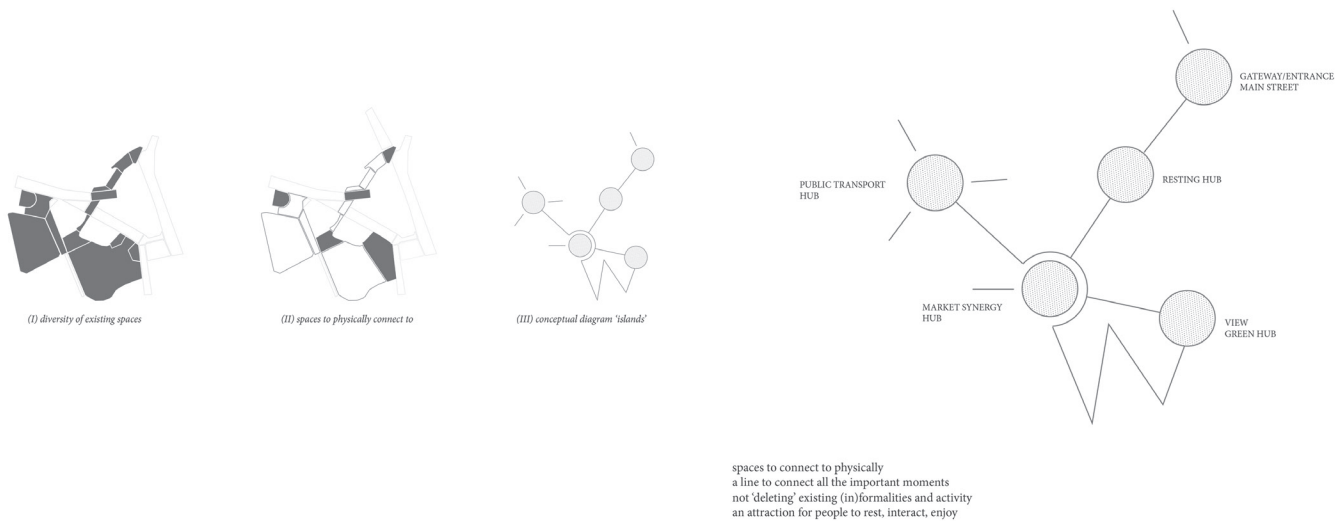 (I) diversity of existing spaces
(II) spaces to physically connect to
(III) conceptual diagram ‘islands’
GATEWAY/ENTRANCE
MAIN STREET
PUBLIC TRANSPORT
HUB
RESTING HUB
MARKET SYNERGY
HUB
VIEW
GREEN HUB
spaces to connect to physically
a line to connect all the important moments
not ‘deleting’ existing (in)formalities and activity
an attraction for people to rest, interact, enjoy